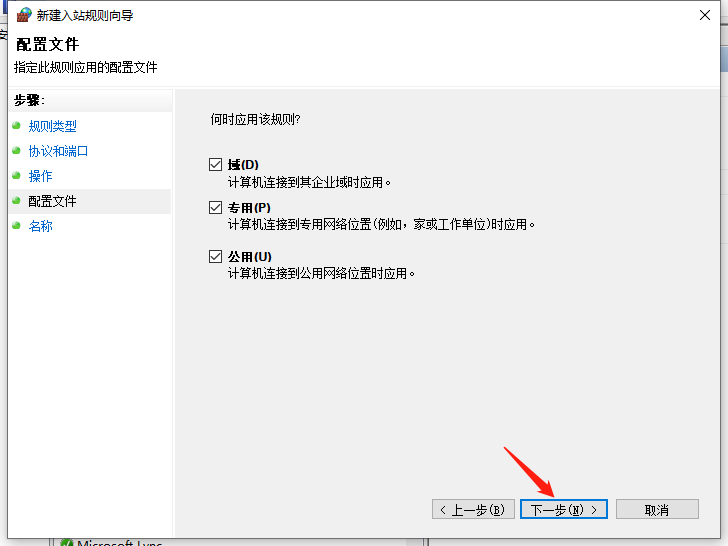 新建入站规则向导
配置文件
指定此规则应用的配置文件
步骤:
规则类型
协议和端口
操作
配置文件
名称
何时应用该规则?
域(D)
计算机连接到其企业域时应用。
专用(P)
计算机连接到专用网络位置(例如，家或工作单位)时应用。
公用(U)
计算机连接到公用网络位置时应用。
< 上一步(B)
下一步(N) >
取消
Microsoft Lync